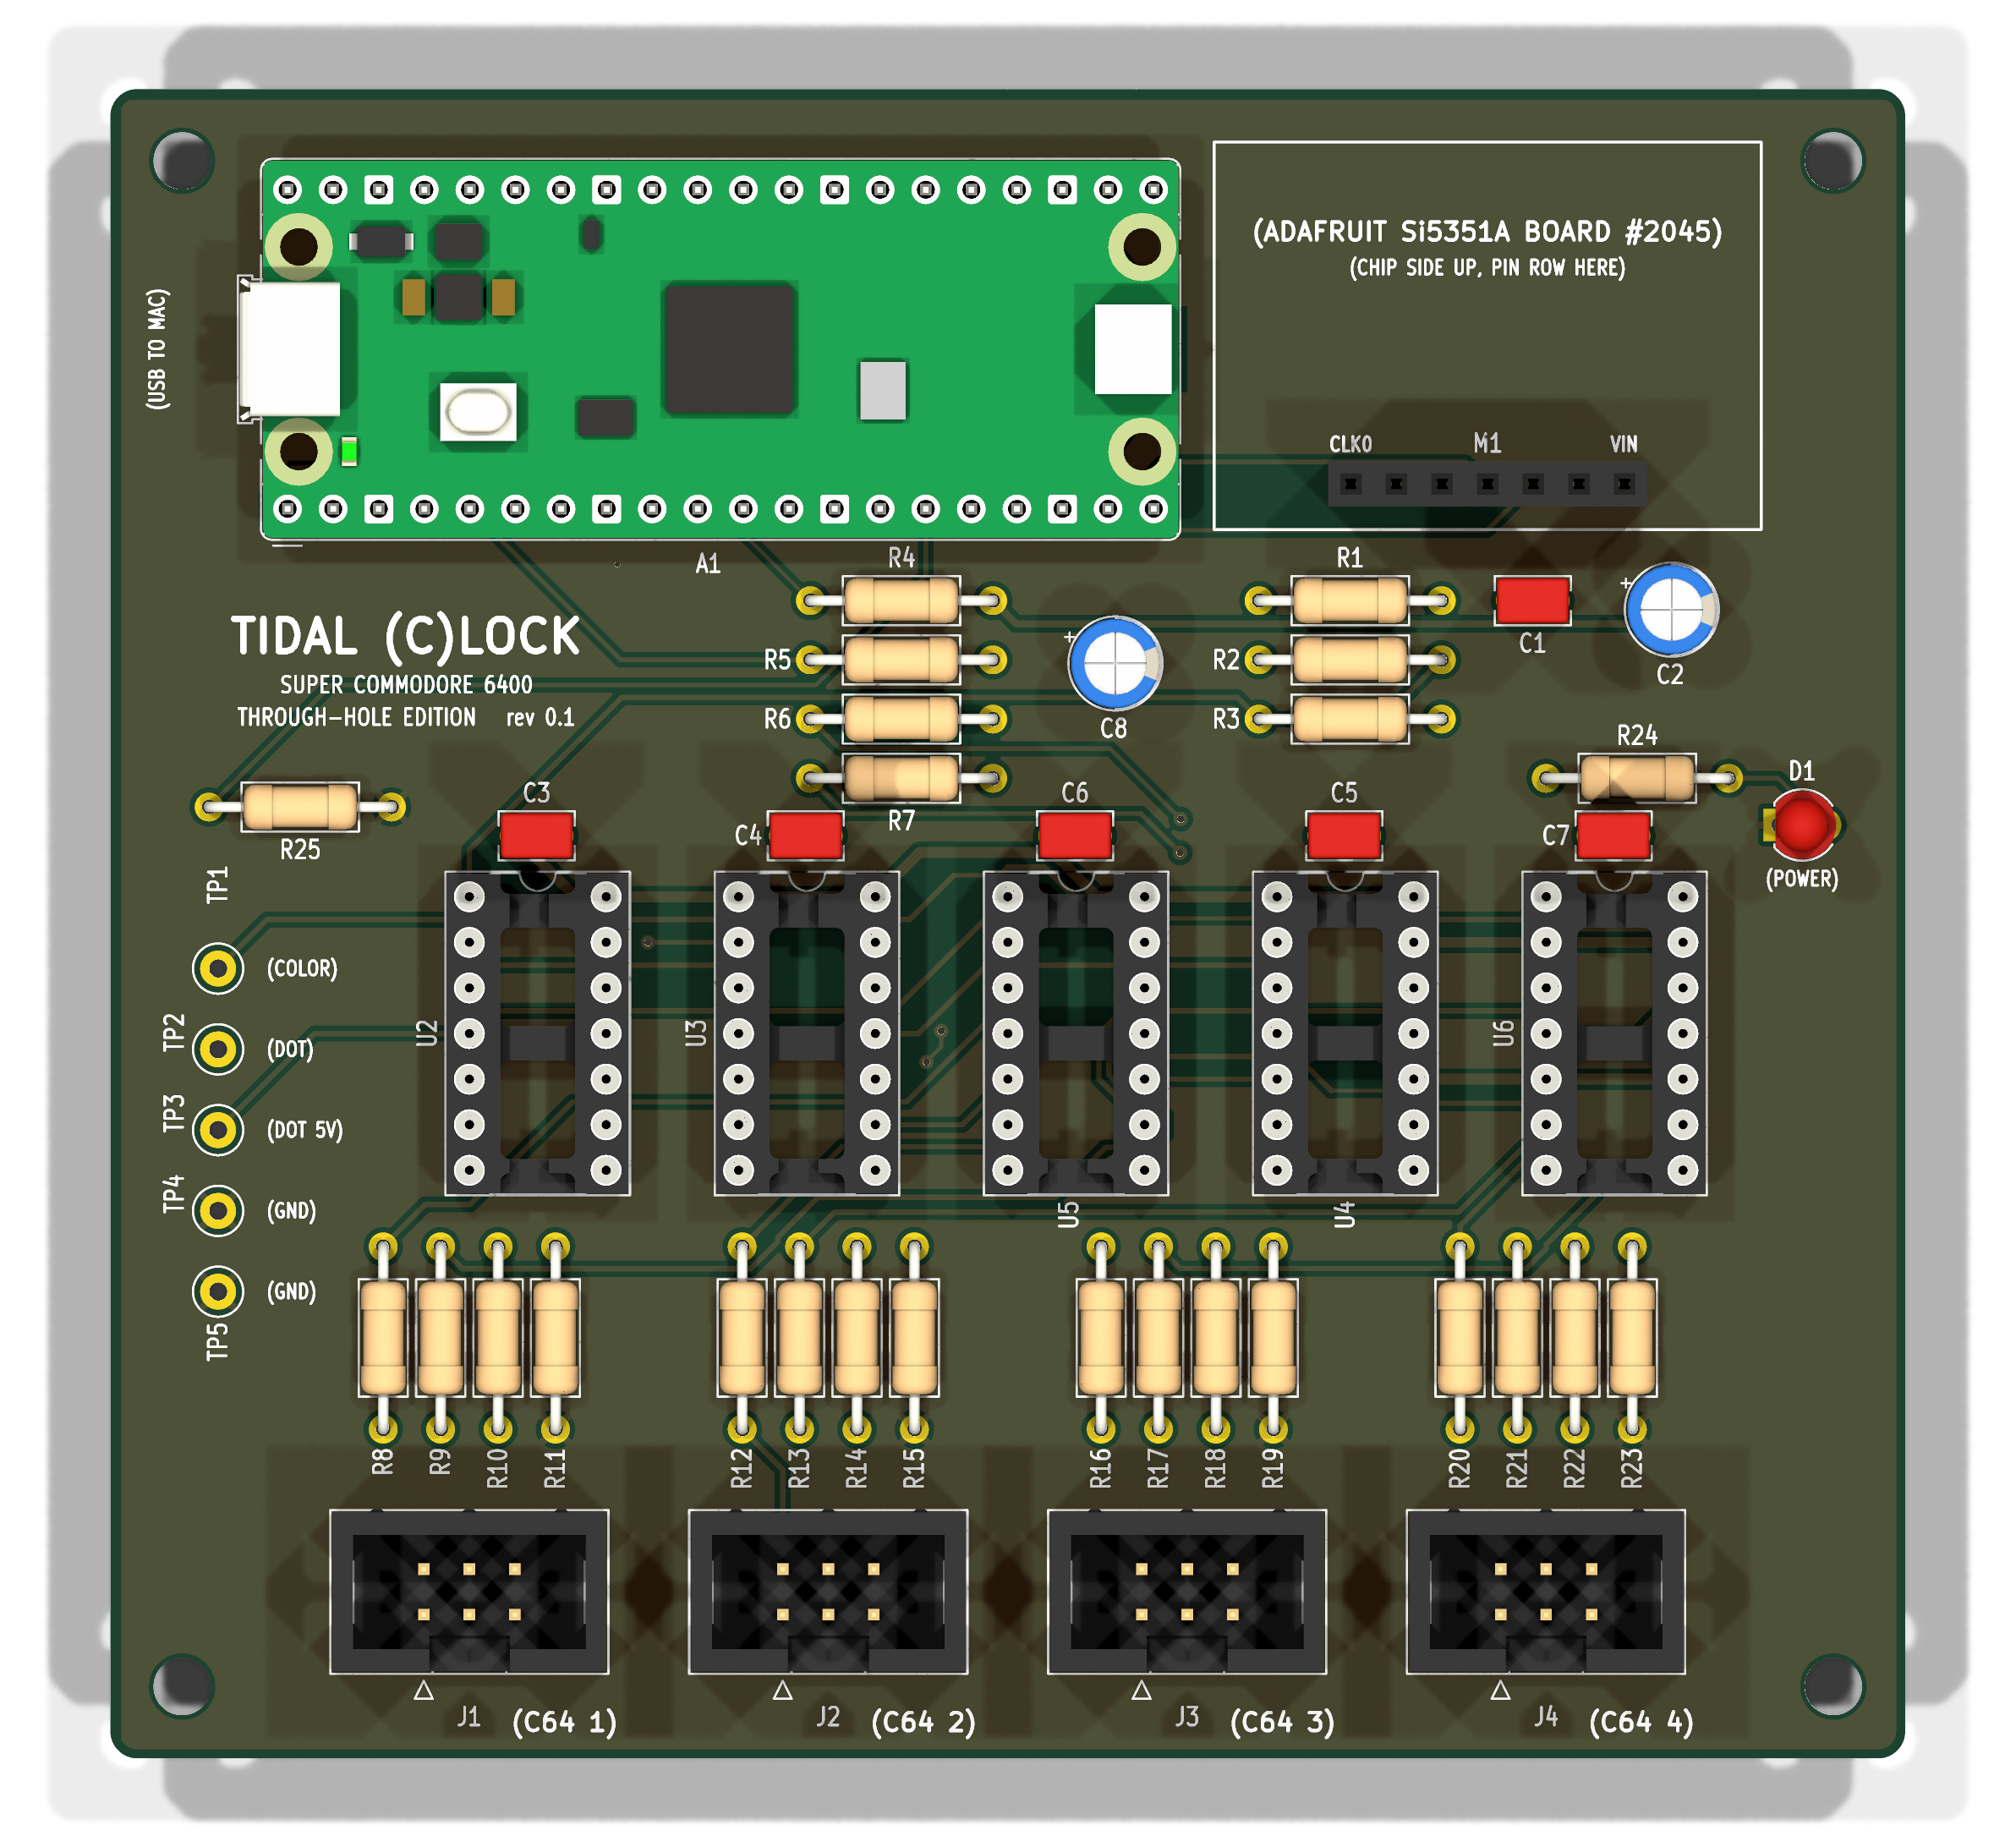 (ADAFRUIT Si5351A BOARD #2045)
(CHIP SIDE UP, PIN ROW HERE)
(USB TO MAC)
CLK0 M1 VIN
A1
R4
R1
C1
C2
TIDAL (C)LOCK
SUPER COMMODORE 6400
THROUGH-HOLE EDITION rev 0.1
R5
R2
R6
R3
C8
R24
D1
(POWER)
R7
R25
C3
C4
C6
C5
C7
TP1
(COLOR)
TP2
(DOT)
TP3
(DOT 5V)
TP4
(GND)
(GND)
TP5
U2
U3
U5
U4
U6
R8
R9
R10
R11
R12
R13
R14
R15
R16
R17
R18
R19
R20
R21
R22
R23
J1 (C64 1)
J2 (C64 2)
J3 (C64 3)
J4 (C64 4)